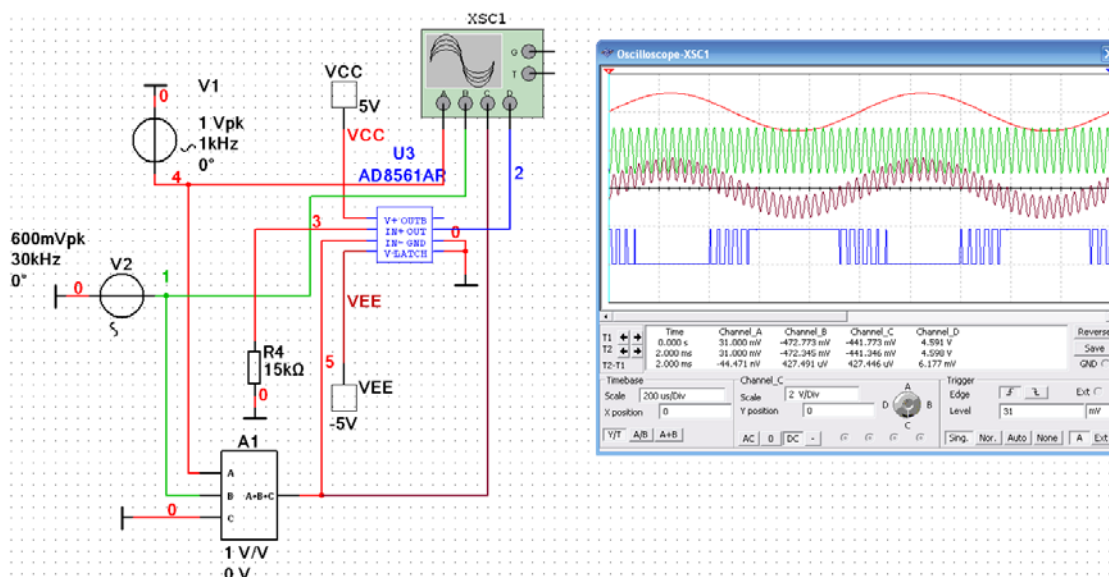 XSC1
G
T
A B C D
V1
0
1 Vpk
1kHz
0°
4
VCC
5V
VCC
U3
AD8561AR
2
V+ OUTB
IN+ OUT
IN- GND
V- LATCH
3
0
600mVpk
30kHz
0°
V2
0
1
VEE
R4
15kΩ
0
5
VEE
-5V
A1
A
B A+B+C
C
0
1 V/V
0 V
Oscilloscope-XSC1
Time Channel_A Channel_B Channel_C Channel_D
T1 0.000 s 31.000 mV -472.773 mV -441.773 mV 4.591 V
T2 2.000 ms 31.000 mV -472.345 mV -441.346 mV 4.598 V
T2-T1 2.000 ms -44.471 mV 427.491 uV 427.446 uV 6.177 mV
Reverse
Save
GND
Timebase
Scale 200 us/Div
X position 0
Y/T A/B A+B
Channel_C
Scale 2 V/Div
Y position 0
AC 0 DC -
A
D B
C
Trigger
Edge Ext
Level 31 mV
Sing. Nor. Auto None A Ext